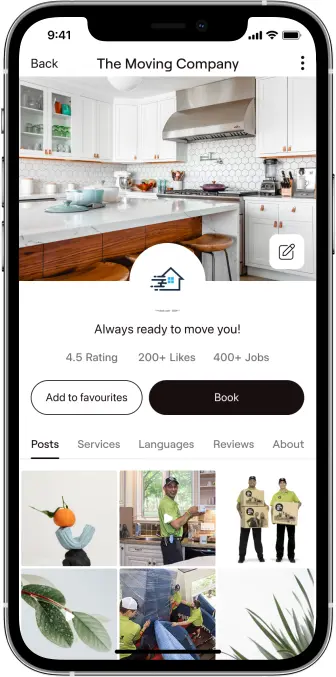 9:41
Back The Moving Company
Always ready to move you!
4.5 Rating 200+ Likes 400+ Jobs
Add to favourites Book
Posts Services Languages Reviews About